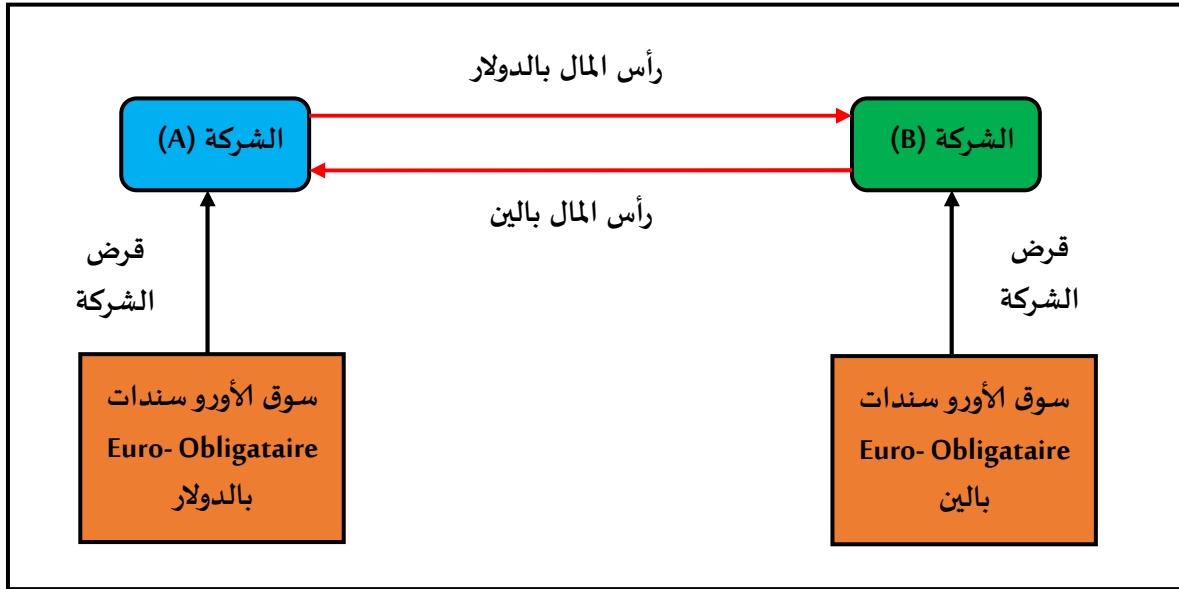 رأس المال بالدولار
الشركة (B)
الشركة (A)
رأس المال بالين
قرض
الشركة
قرض
الشركة
سوق الأورو سندات
Euro- Obligataire
بالين
سوق الأورو سندات
Euro- Obligataire
بالدولار